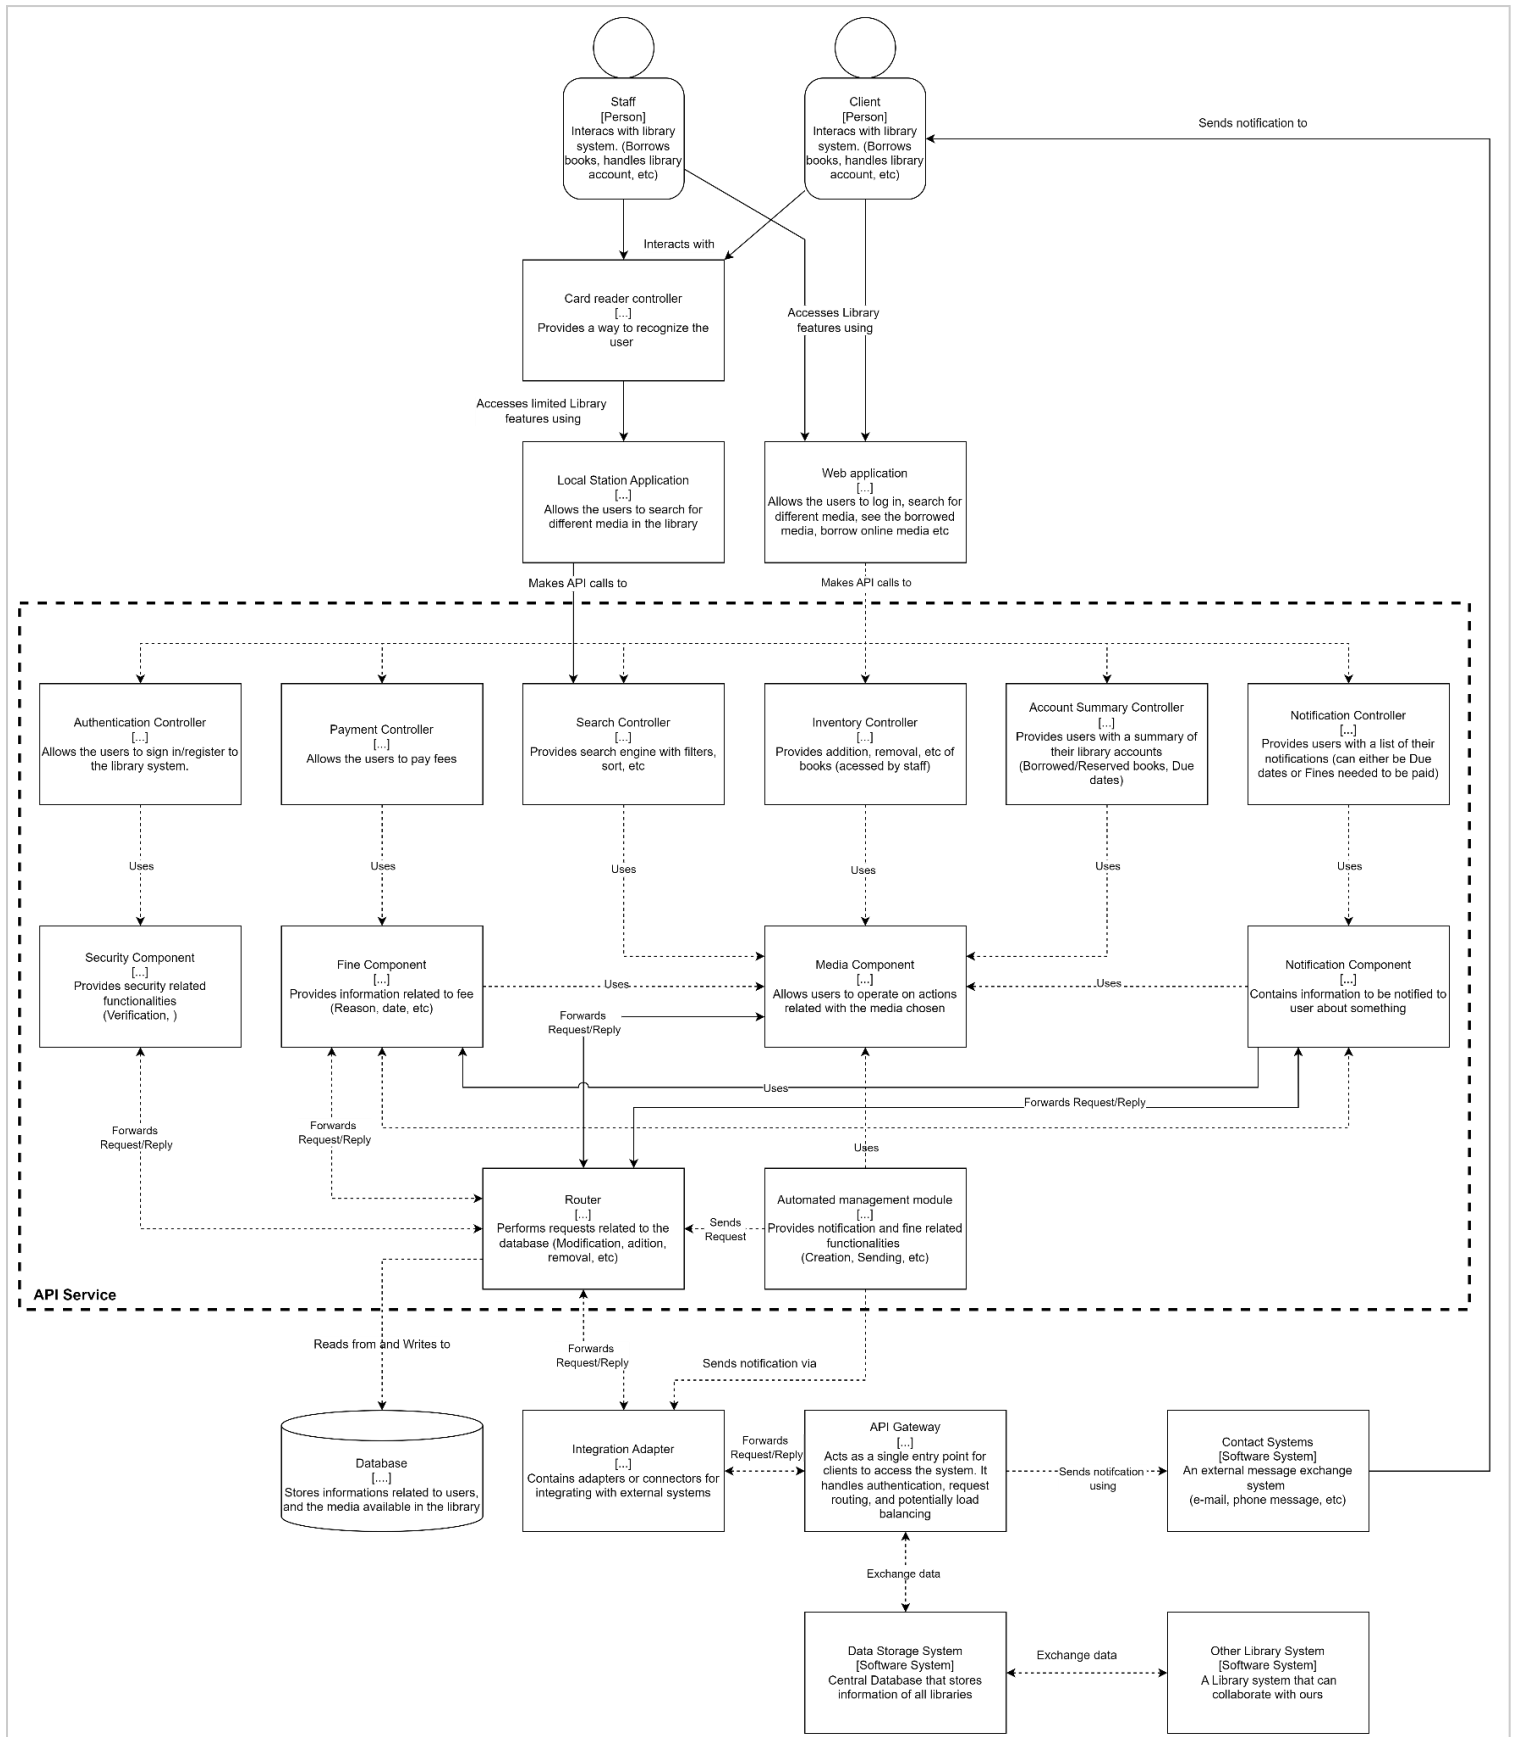 Staff
[Person]
Interacs with library
system. (Borrows
books, handles library
account, etc)
Client
[Person]
Interacs with library
system. (Borrows
books, handles library
account, etc)
Sends notification to
Interacts with
Card reader controller
[...]
Provides a way to recognize the
user
Accesses Library
features using
Accesses limited Library
features using
Local Station Application
[...]
Allows the users to search for
different media in the library
Web application
[...]
Allows the users to log in, search for
different media, see the borrowed
media, borrow online media etc
Makes API calls to
Makes API calls to
Authentication Controller
[...]
Allows the users to sign in/register to
the library system.
Payment Controller
[...]
Allows the users to pay fees
Search Controller
[...]
Provides search engine with filters,
sort, etc
Inventory Controller
[...]
Provides addition, removal, etc of
books (acessed by staff)
Account Summary Controller
[...]
Provides users with a summary of
their library accounts
(Borrowed/Reserved books, Due
dates)
Notification Controller
[...]
Provides users with a list of their
notifications (can either be Due
dates or Fines needed to be paid)
Uses
Uses
Uses
Uses
Uses
Uses
Security Component
[...]
Provides security related
functionalities
(Verification, )
Fine Component
[...]
Provides information related to fee
(Reason, date, etc)
Uses
Media Component
[...]
Allows users to operate on actions
related with the media chosen
Uses
Notification Component
[...]
Contains information to be notified to
user about something
Forwards
Request/Reply
Uses
Forwards Request/Reply
Forwards
Request/Reply
Forwards
Request/Reply
Uses
Router
[...]
Performs requests related to the
database (Modification, adition,
removal, etc)
Sends
Request
Automated management module
[...]
Provides notification and fine related
functionalities
(Creation, Sending, etc)
API Service
Reads from and Writes to
Forwards
Request/Reply
Sends notification via
Database
[....]
Stores informations related to users,
and the media available in the library
Integration Adapter
[...]
Contains adapters or connectors for
integrating with external systems
Forwards
Request/Reply
API Gateway
[...]
Acts as a single entry point for
clients to access the system. It
handles authentication, request
routing, and potentially load
balancing
Sends notifcation
using
Contact Systems
[Software System]
An external message exchange
system
(e-mail, phone message, etc)
Exchange data
Data Storage System
[Software System]
Central Database that stores
information of all libraries
Exchange data
Other Library System
[Software System]
A Library system that can
collaborate with ours